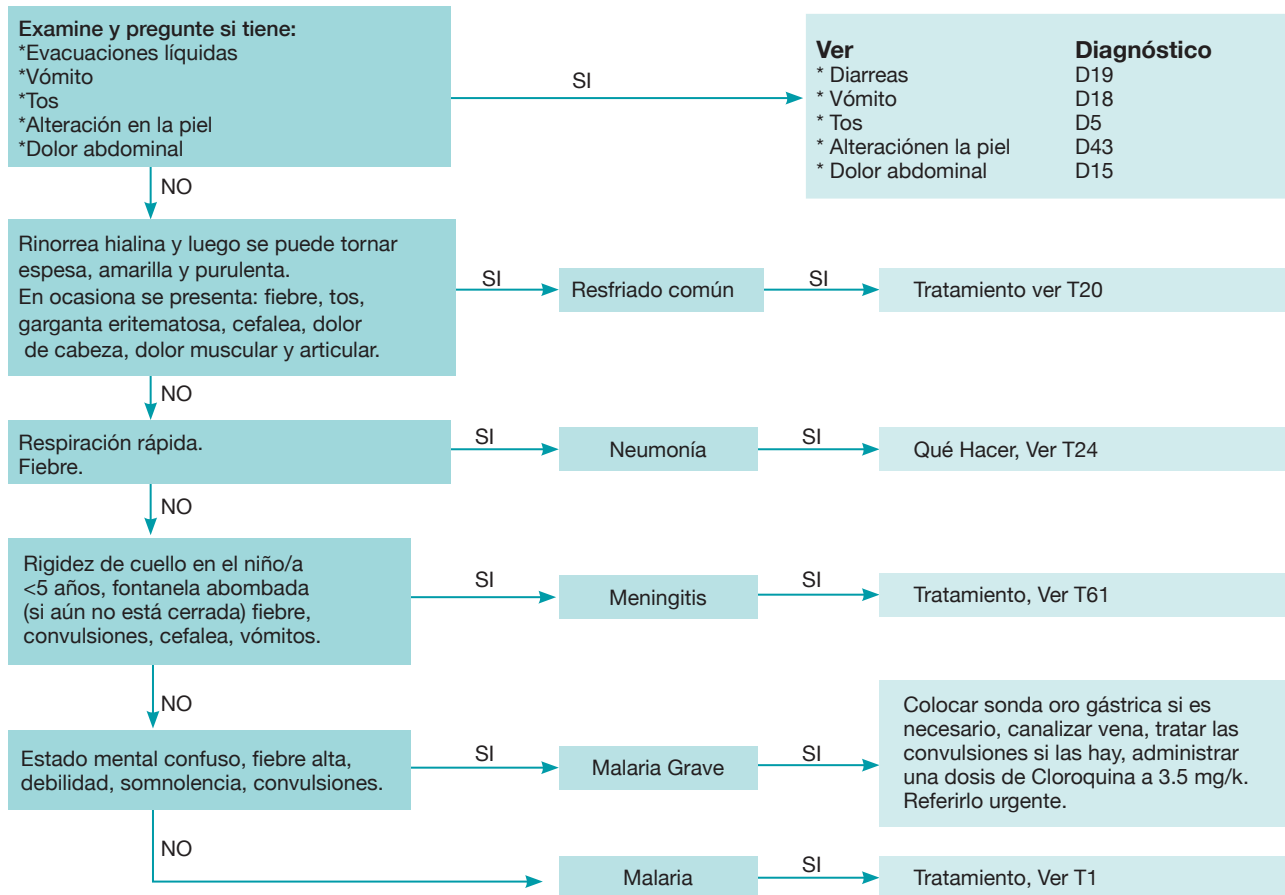 Examine y pregunte si tiene:
*Evacuaciones líquidas
*Vómito
*Tos
*Alteración en la piel
*Dolor abdominal
SI
Ver Diagnóstico
* Diarreas D19
* Vómito D18
* Tos D5
* Alteraciónen la piel D43
* Dolor abdominal D15
NO
Rinorrea hialina y luego se puede tornar
espesa, amarilla y purulenta.
En ocasiona se presenta: fiebre, tos,
garganta eritematosa, cefalea, dolor
de cabeza, dolor muscular y articular.
SI
Resfriado común
SI
Tratamiento ver T20
NO
Respiración rápida.
Fiebre.
SI
Neumonía
SI
Qué Hacer, Ver T24
NO
Rigidez de cuello en el niño/a
<5 años, fontanela abombada
(si aún no está cerrada) fiebre,
convulsiones, cefalea, vómitos.
SI
Meningitis
SI
Tratamiento, Ver T61
NO
Estado mental confuso, fiebre alta,
debilidad, somnolencia, convulsiones.
SI
Malaria Grave
SI
Colocar sonda oro gástrica si es
necesario, canalizar vena, tratar las
convulsiones si las hay, administrar
una dosis de Cloroquina a 3.5 mg/k.
Referirlo urgente.
NO
Malaria
SI
Tratamiento, Ver T1